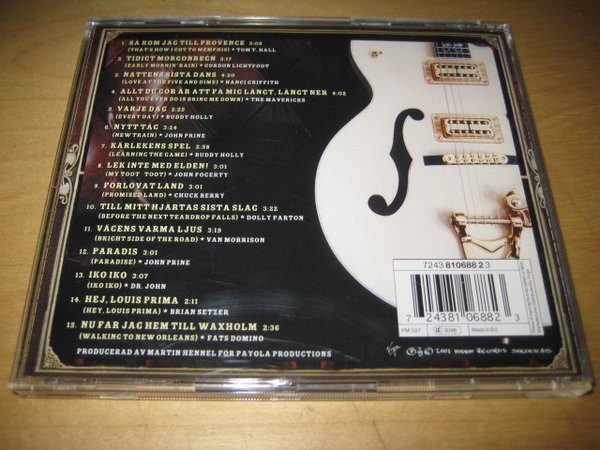 1 SÅ KOM JAG TILL PROVENCE 3:03
(THAT'S HOW I GOT TO MEMPHIS) * TOM T. HALL
2 TIDIGT MORGONREGN 3:17
(EARLY MORNIN' RAIN) * GORDON LIGHTFOOT
3 NATTENS SISTA DANS 4:20
(LOVE AT THE FIVE AND DIME) * NANCI GRIFFITH
4 ALLT DU GÖR ÄR ATT FÅ MIG LÅNGT, LÅNGT NER 4:02
(ALL YOU EVER DO IS BRING ME DOWN) * THE MAVERICKS
5 VARJE DAG 2:25
(EVERY DAY) * BUDDY HOLLY
6 NYTT TÅG 3:24
(NEW TRAIN) * JOHN PRINE
7 KÄRLEKENS SPEL 2:58
(LEARNING THE GAME) * BUDDY HOLLY
8 LEK INTE MED ELDEN! 3:01
(MY TOOT-TOOT) * JOHN FOGERTY
9 FÖRLOVAT LAND 3:01
(PROMISED LAND) * CHUCK BERRY
10 TILL MITT HJÄRTAS SISTA SLAG 3:22
(BEFORE THE NEXT TEARDROP FALLS) * DOLLY PARTON
11 VÄGENS VARMA LJUS 3:19
(BRIGHT SIDE OF THE ROAD) * VAN MORRISON
12 PARADIS 3:01
(PARADISE) * JOHN PRINE
13 IKO IKO 3:07
(IKO IKO) * DR. JOHN
14 HEJ, LOUIS PRIMA 2:11
(HEY, LOUIS PRIMA) * BRIAN SETZER
15 NU FAR JAG HEM TILL WAXHOLM 2:36
(WALKING TO NEW ORLEANS) * FATS DOMINO
PRODUCERAD AV MARTIN HENNEL FÖR PAYOLA PRODUCTIONS
7243 8106882 3
7 24381 06882 3
PM 527 Made in EU
Virgin